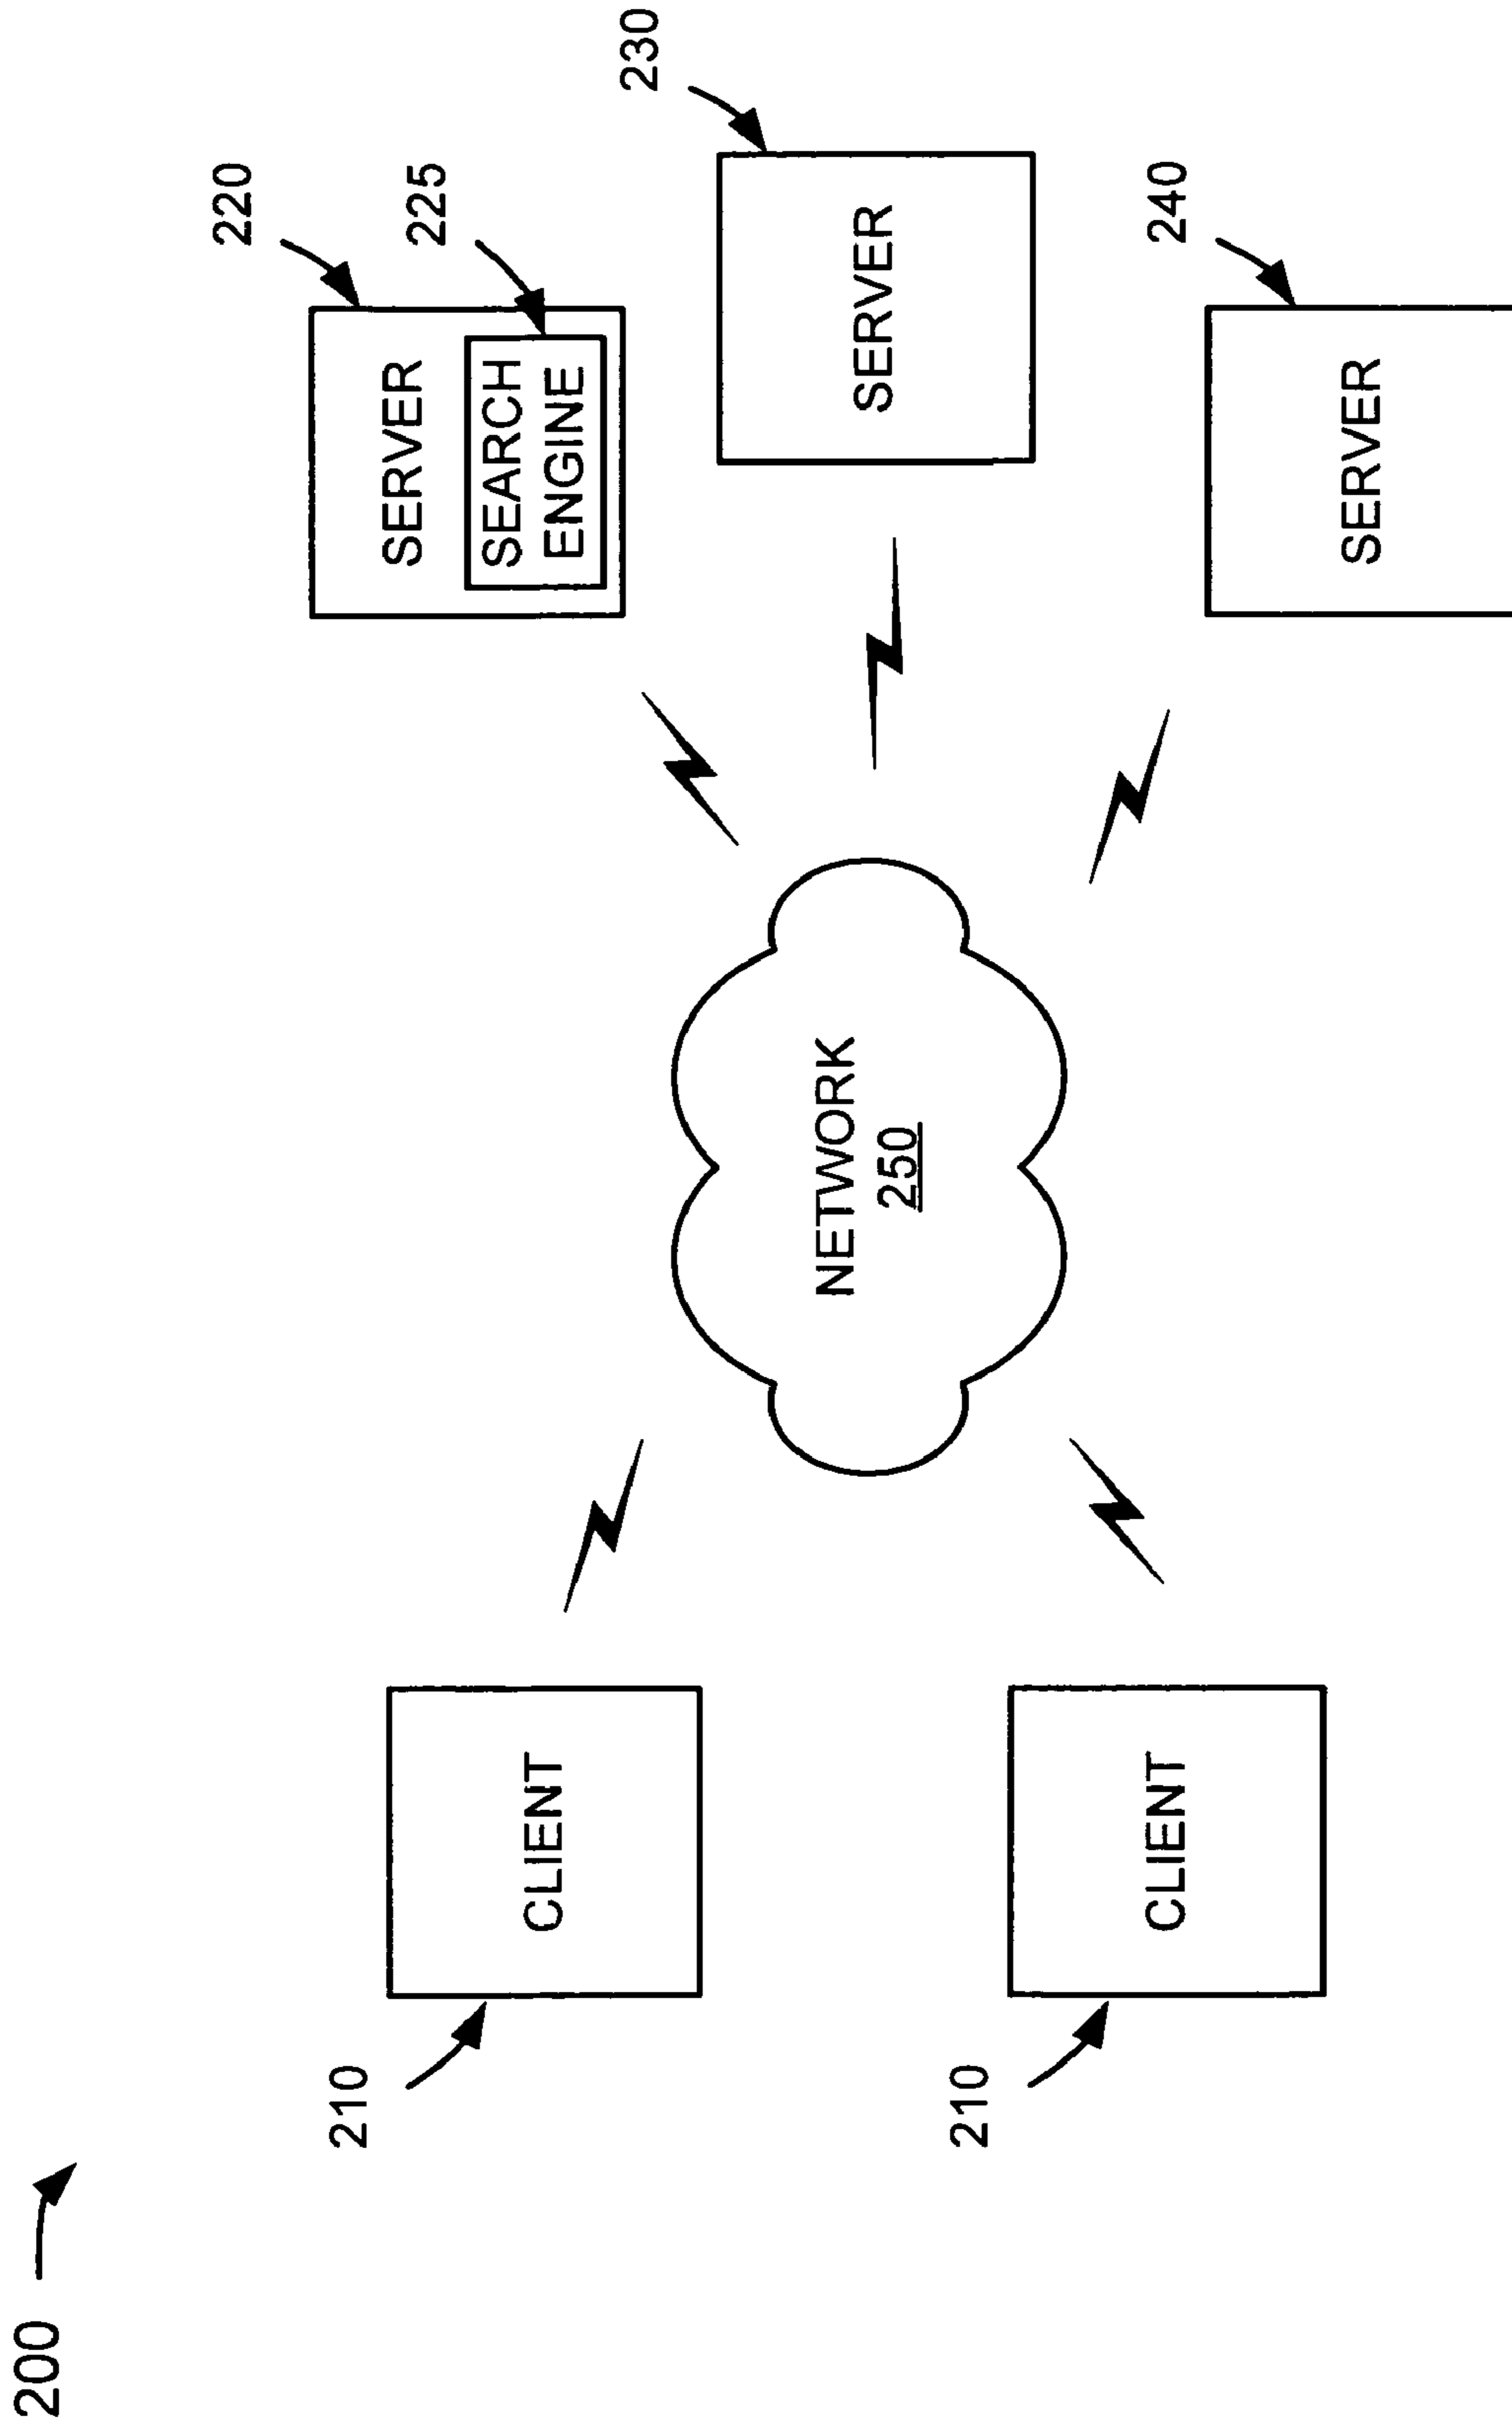 200
210
CLIENT
210
CLIENT
NETWORK
250
220
SERVER
225
SEARCH
ENGINE
230
SERVER
240
SERVER